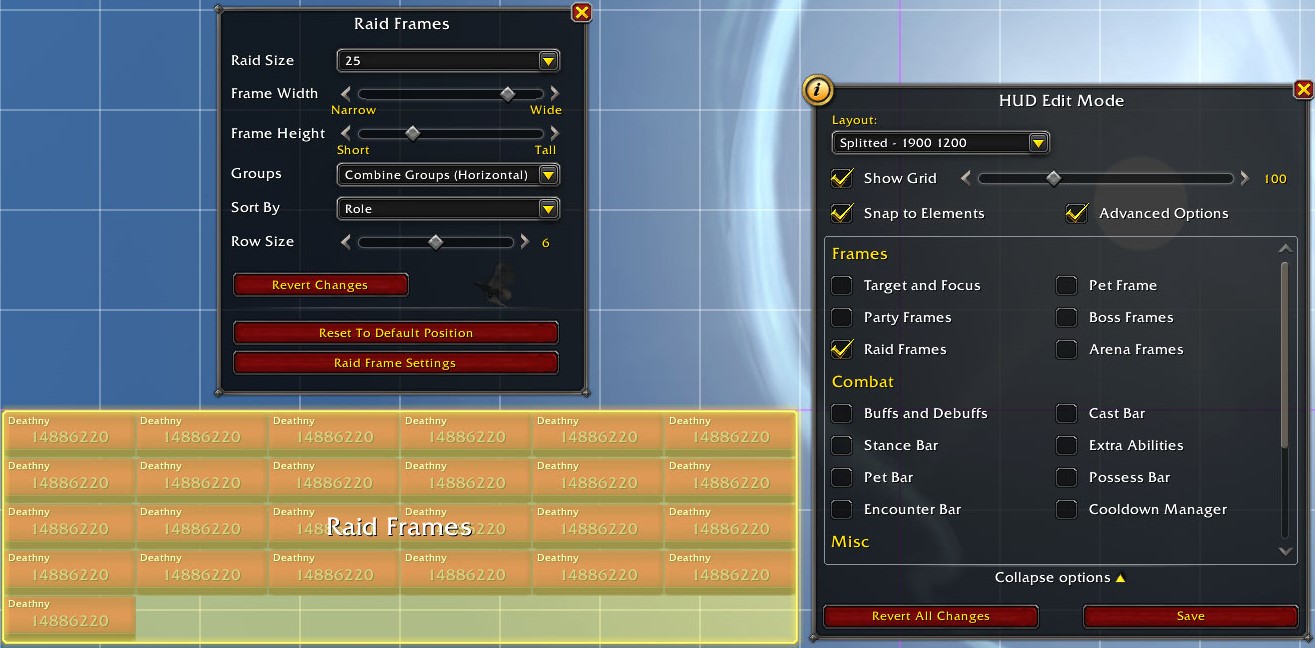 Raid Frames
Raid Size 25
Frame Width
Narrow Wide
Frame Height
Short Tall
Groups Combine Groups (Horizontal)
Sort By Role
Row Size 6
Revert Changes
Reset To Default Position
Raid Frame Settings
HUD Edit Mode
Layout:
Splitted - 1900 1200
Show Grid 100
Snap to Elements Advanced Options
Frames
Target and Focus Pet Frame
Party Frames Boss Frames
Raid Frames Arena Frames
Combat
Buffs and Debuffs Cast Bar
Stance Bar Extra Abilities
Pet Bar Possess Bar
Encounter Bar Cooldown Manager
Misc
Collapse options
Revert All Changes Save
Deathny Deathny Deathny Deathny Deathny Deathny
14886220 14886220 14886220 14886220 14886220 14886220
Deathny Deathny Deathny Deathny Deathny Deathny
14886220 14886220 14886220 14886220 14886220 14886220
Deathny Deathny Deathny Deathny Deathny Deathny
14886220 14886220 Raid Frames 14886220 14886220
Deathny Deathny Deathny Deathny Deathny Deathny
14886220 14886220 14886220 14886220 14886220 14886220
Deathny
14886220